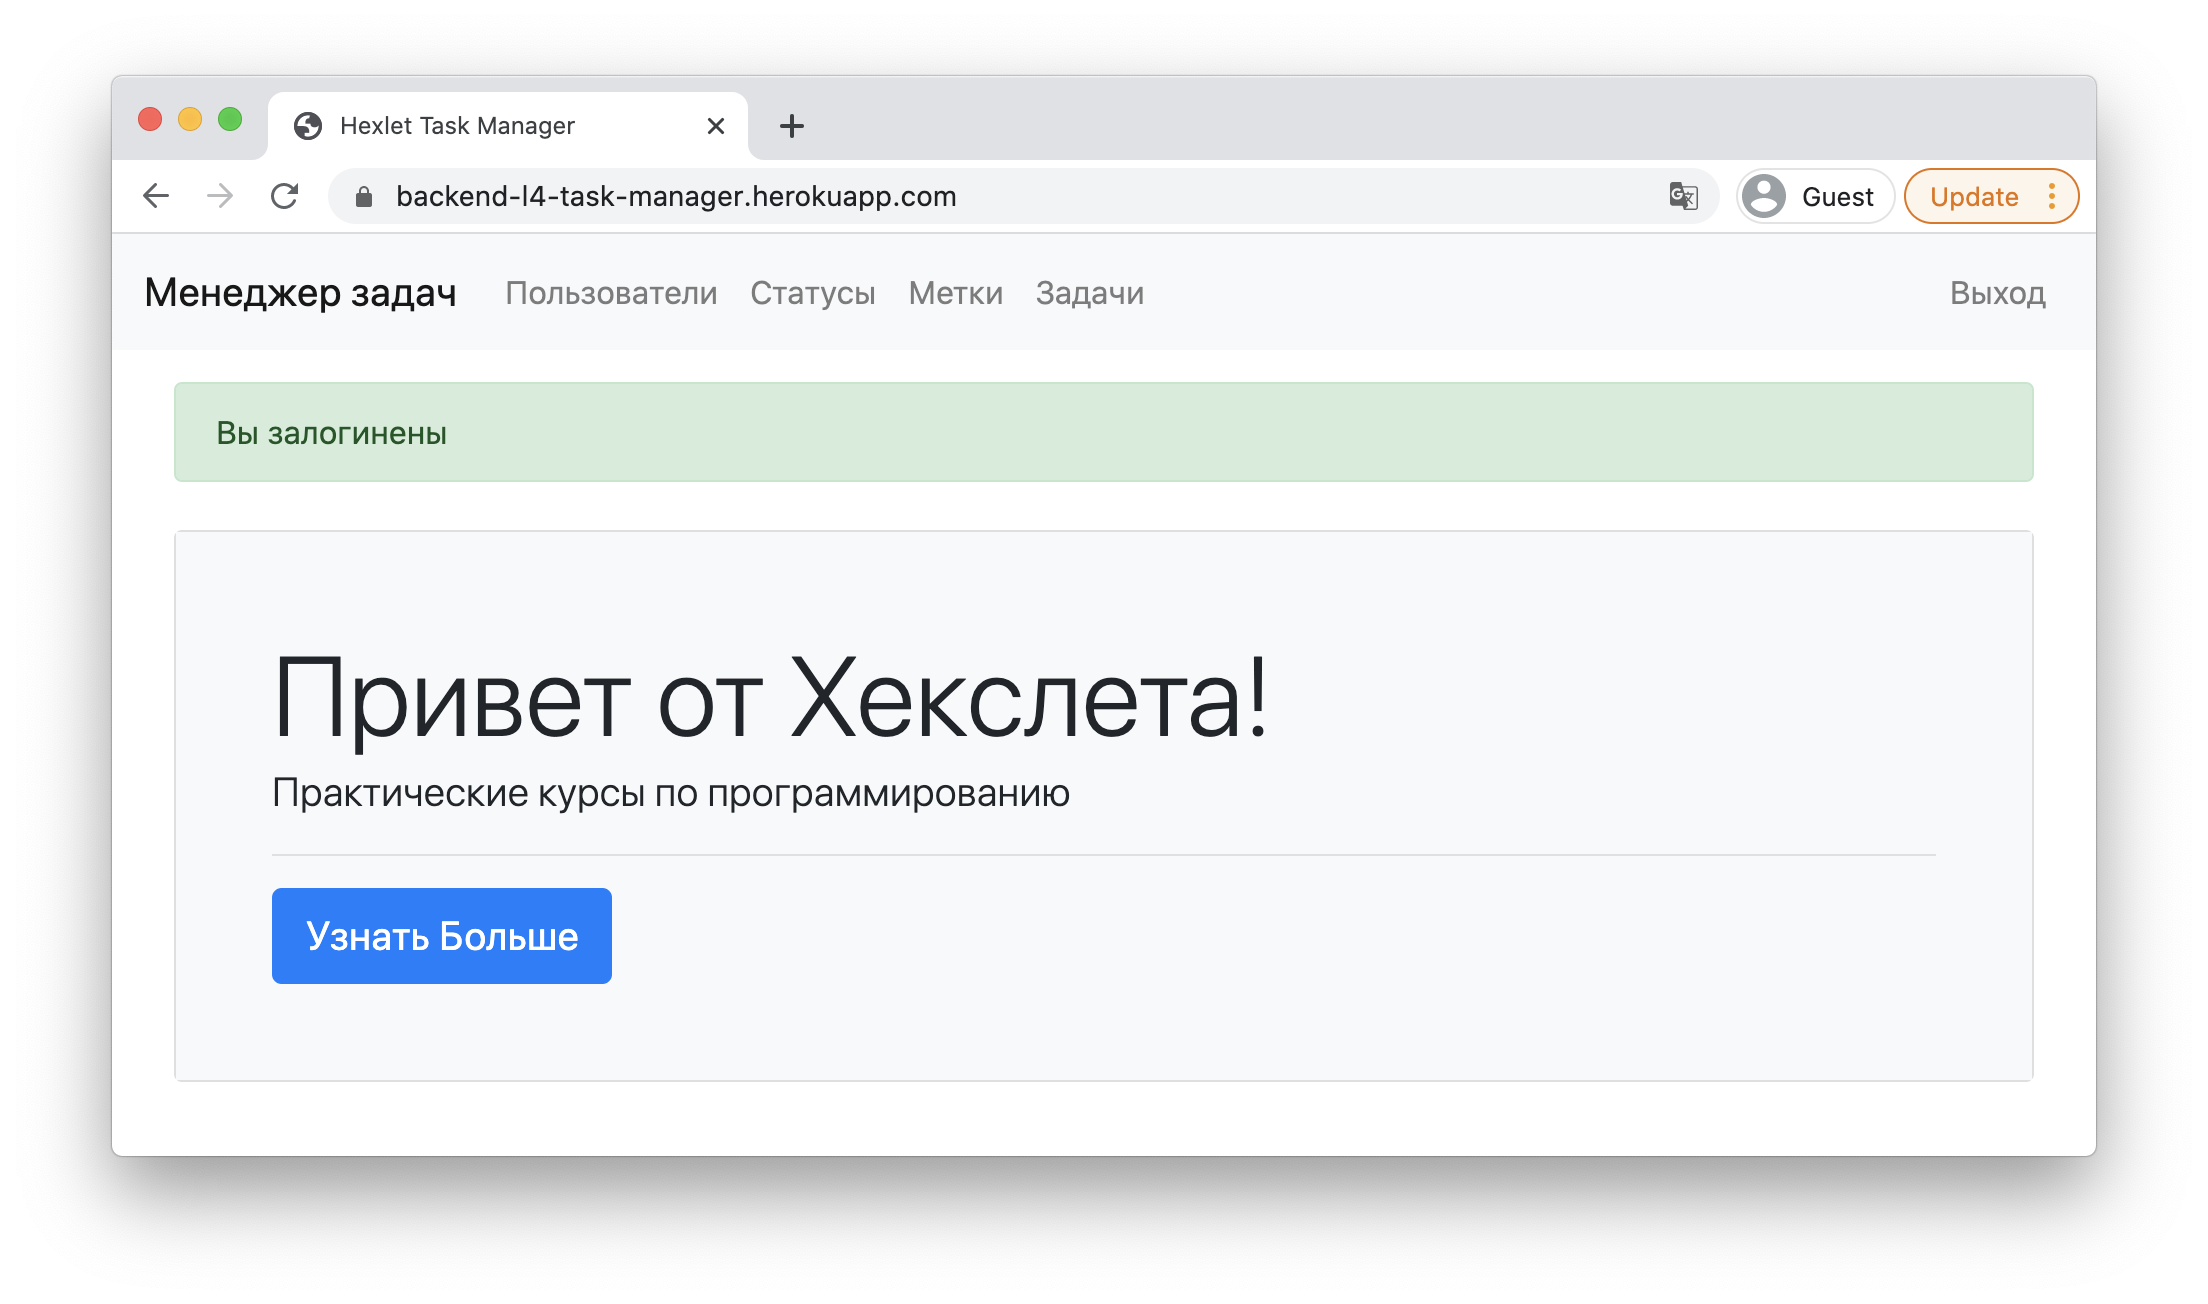 Hexlet Task Manager
backend-l4-task-manager.herokuapp.com
Guest
Update
Менеджер задач Пользователи Статусы Метки Задачи Выход
Вы залогинены
Привет от Хекслета!
Практические курсы по программированию
Узнать Больше